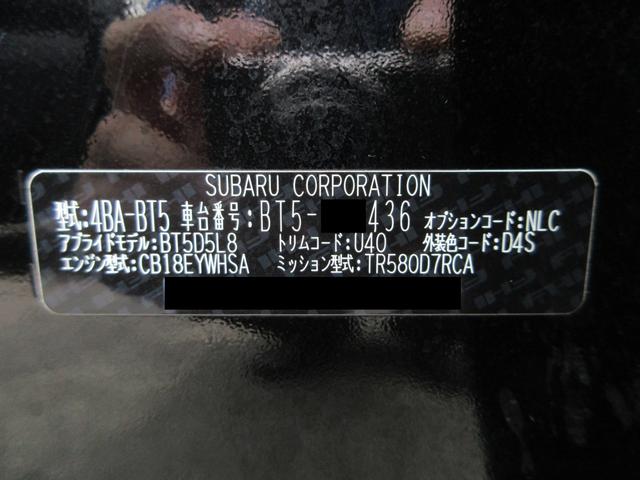 SUBARU CORPORATION
型式:4BA-BT5 車台番号:BT5- 436 オプションコード:NLC
アプライドモデル:BT5D5L8 トリムコード:U40 外装色コード:D4S
エンジン型式:CB18EYWHSA ミッション型式:TR580D7RCA